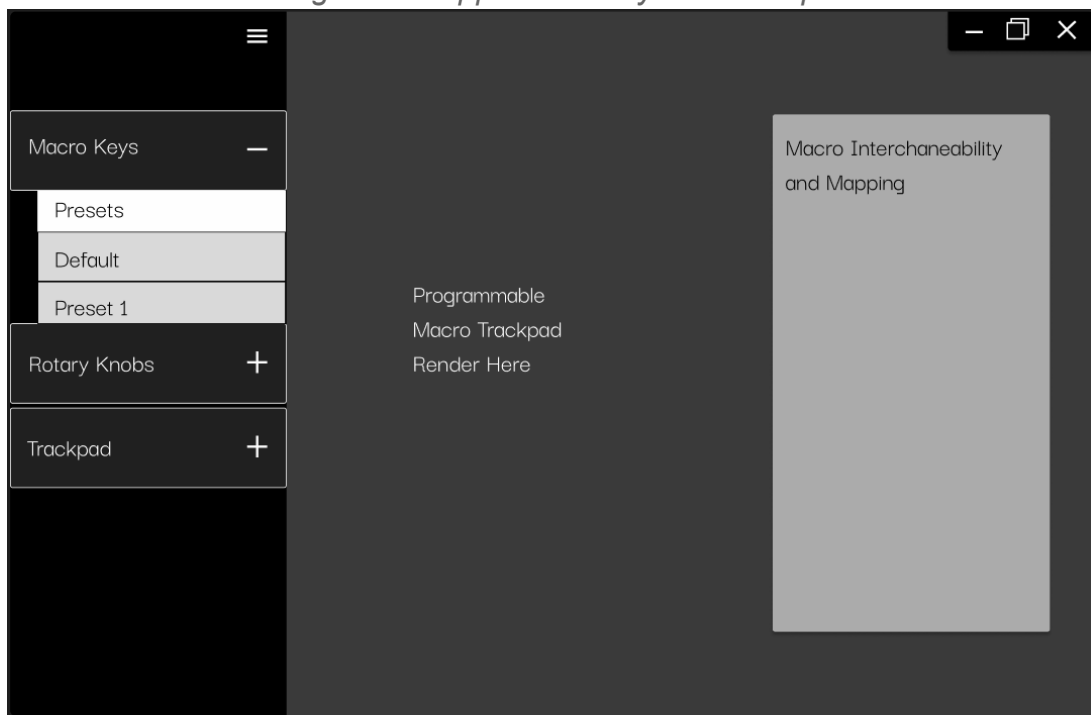 Macro Keys
Presets
Default
Preset 1
Rotary Knobs
Trackpad
Programmable
Macro Trackpad
Render Here
Macro Interchaneability
and Mapping